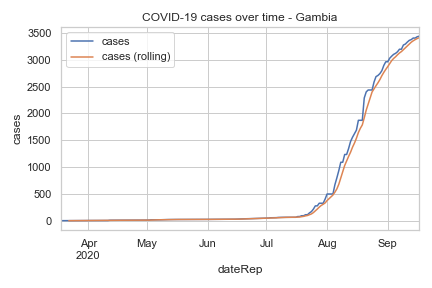 COVID-19 cases over time - Gambia
cases
cases (rolling)
3500
3000
2500
2000
1500
1000
500
0
cases
Apr
2020
May
Jun
Jul
Aug
Sep
dateRep